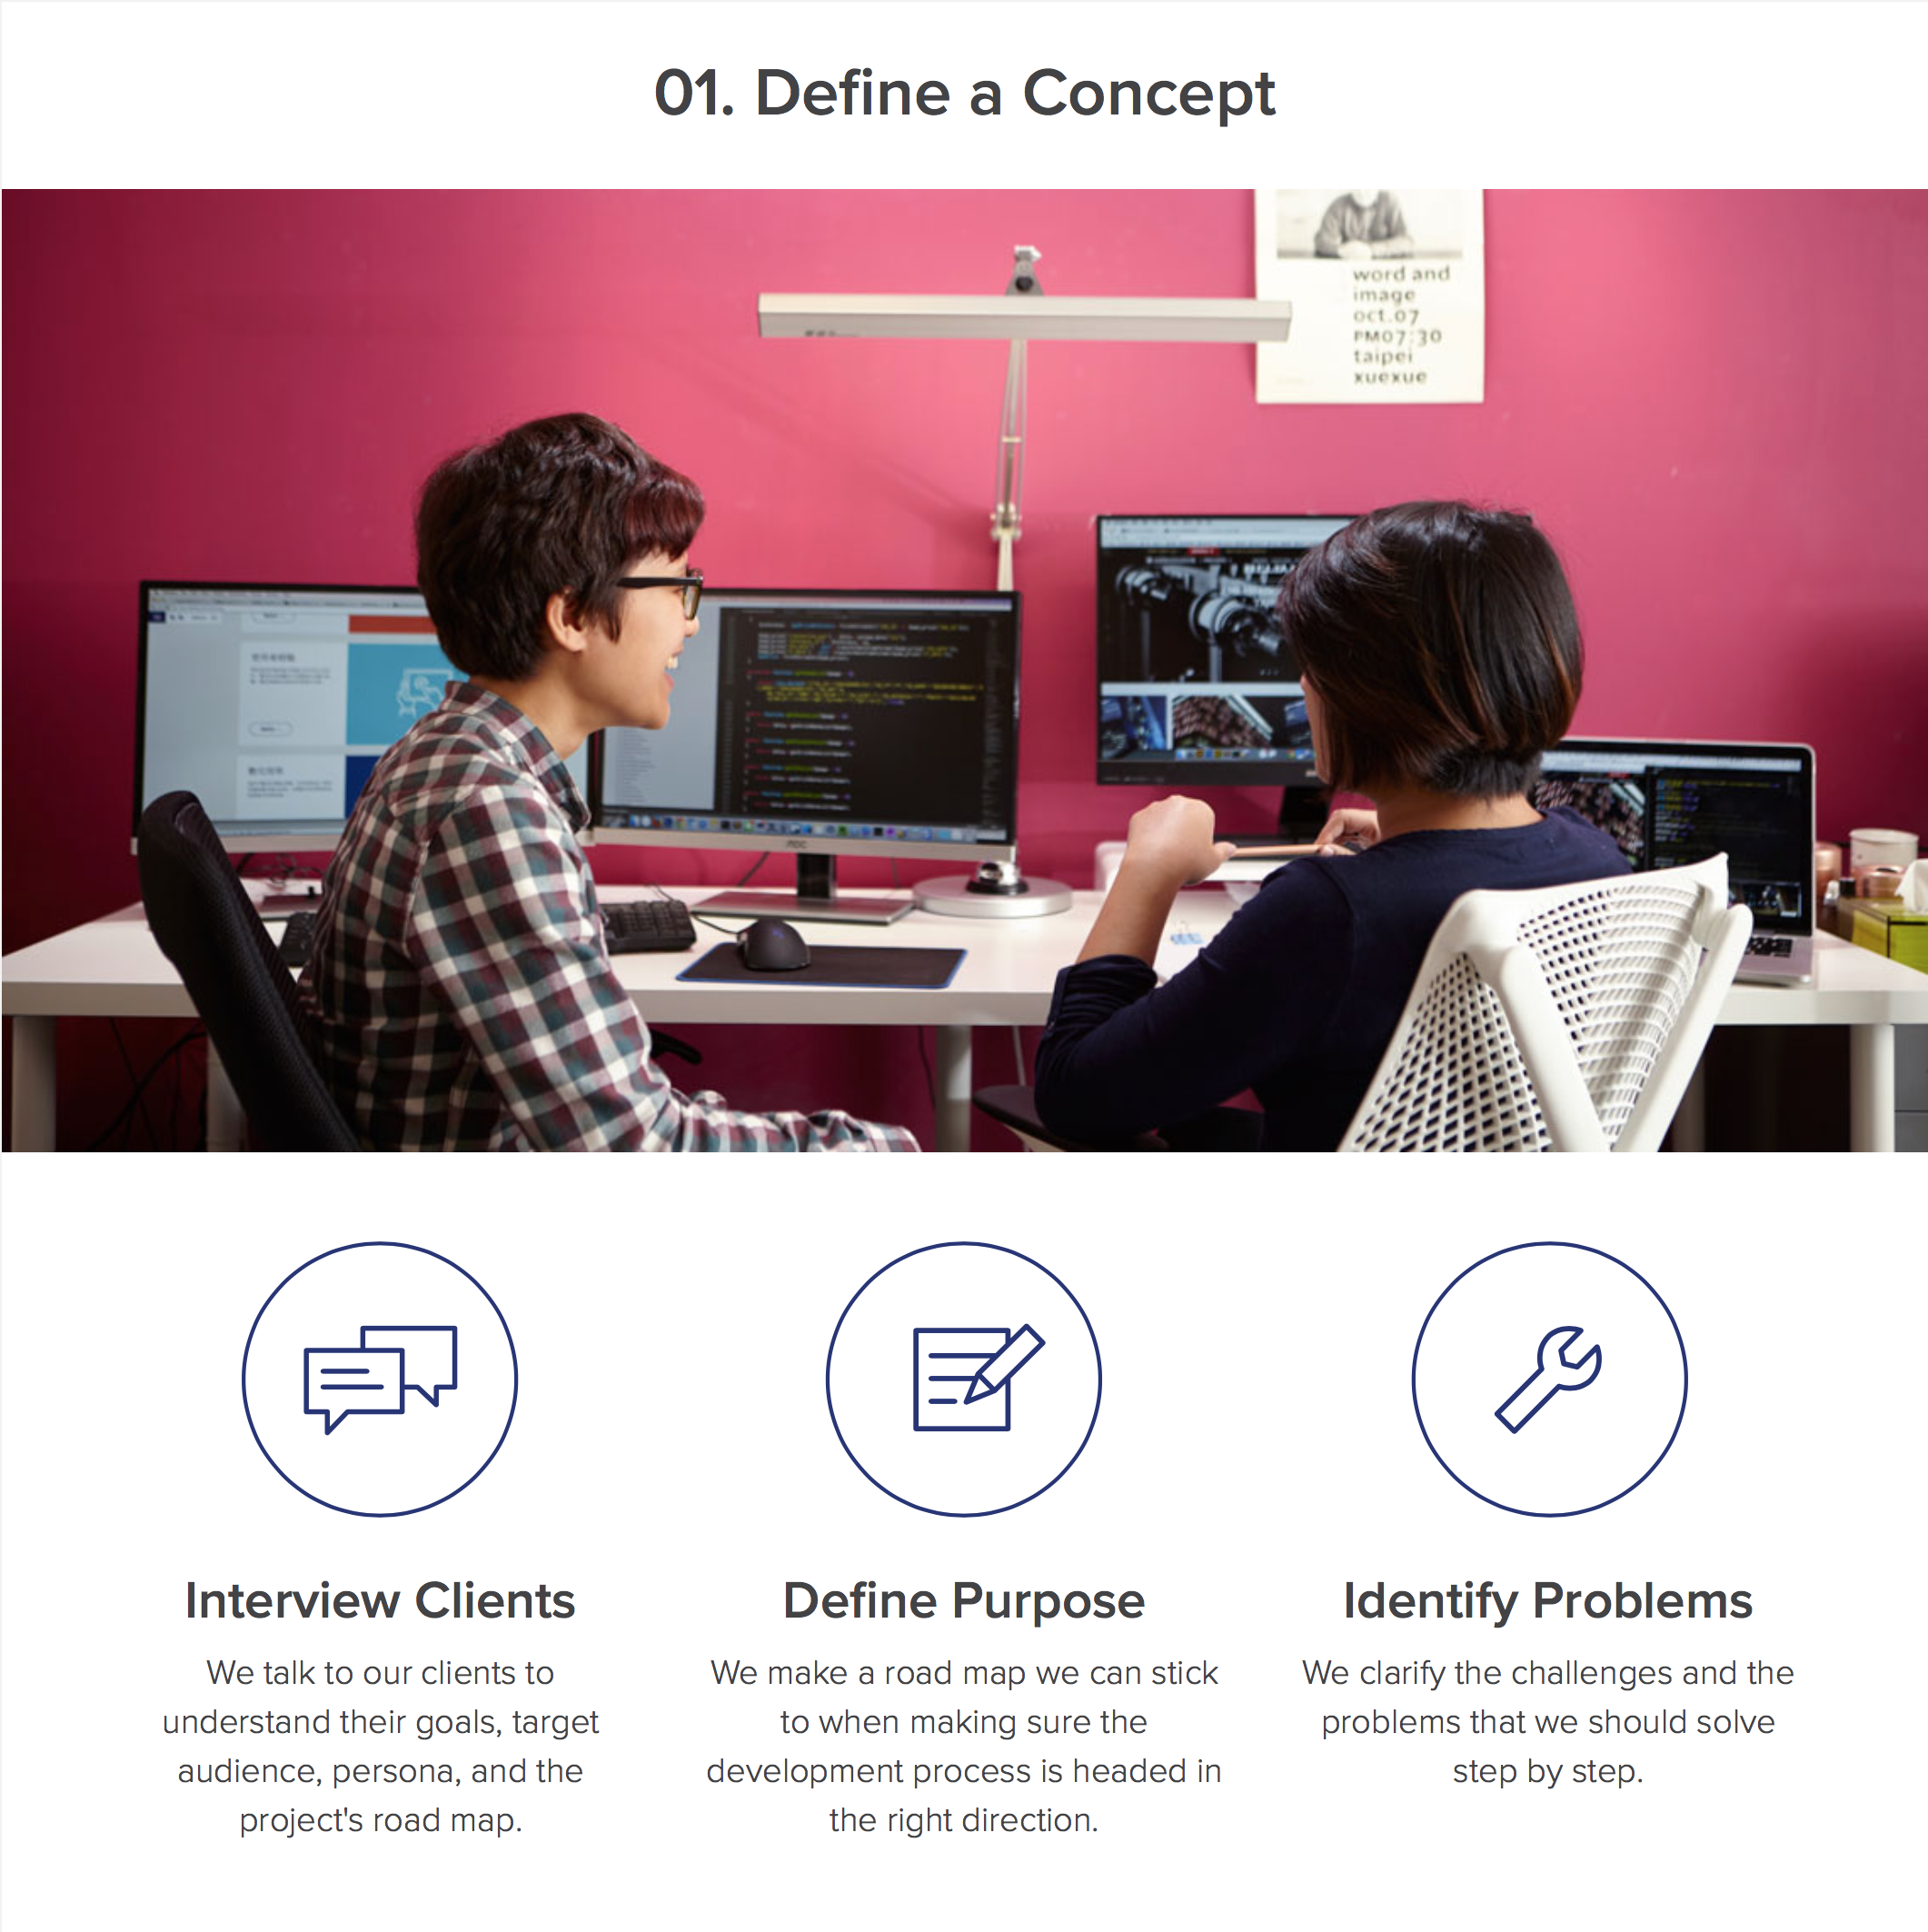 01. Define a Concept
word and
image
oct.07
PM07:30
taipei
xuexue
AOC
Interview Clients
We talk to our clients to
understand their goals, target
audience, persona, and the
project's road map.
Define Purpose
We make a road map we can stick
to when making sure the
development process is headed in
the right direction.
Identify Problems
We clarify the challenges and the
problems that we should solve
step by step.